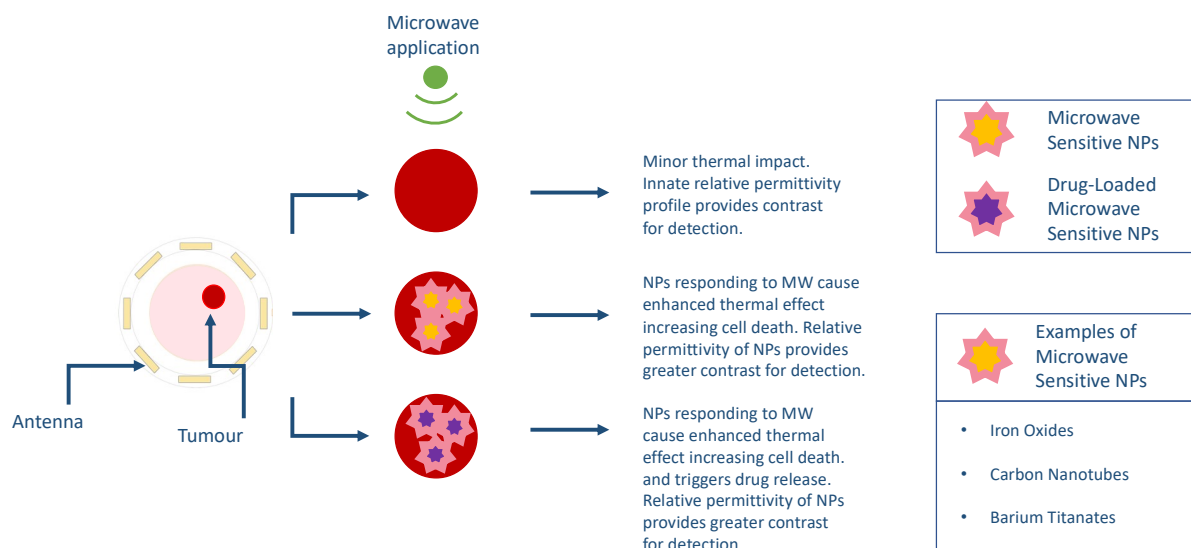 Microwave
application
Minor thermal impact.
Innate relative permittivity
profile provides contrast
for detection.
NPs responding to MW cause
enhanced thermal effect
increasing cell death. Relative
permittivity of NPs provides
greater contrast for detection.
NPs responding to MW
cause enhanced thermal
effect increasing cell death.
and triggers drug release.
Relative permittivity of NPs
provides greater contrast
for detection
Antenna
Tumour
Microwave
Sensitive NPs
Drug-Loaded
Microwave
Sensitive NPs
Examples of
Microwave
Sensitive NPs
• Iron Oxides
• Carbon Nanotubes
• Barium Titanates